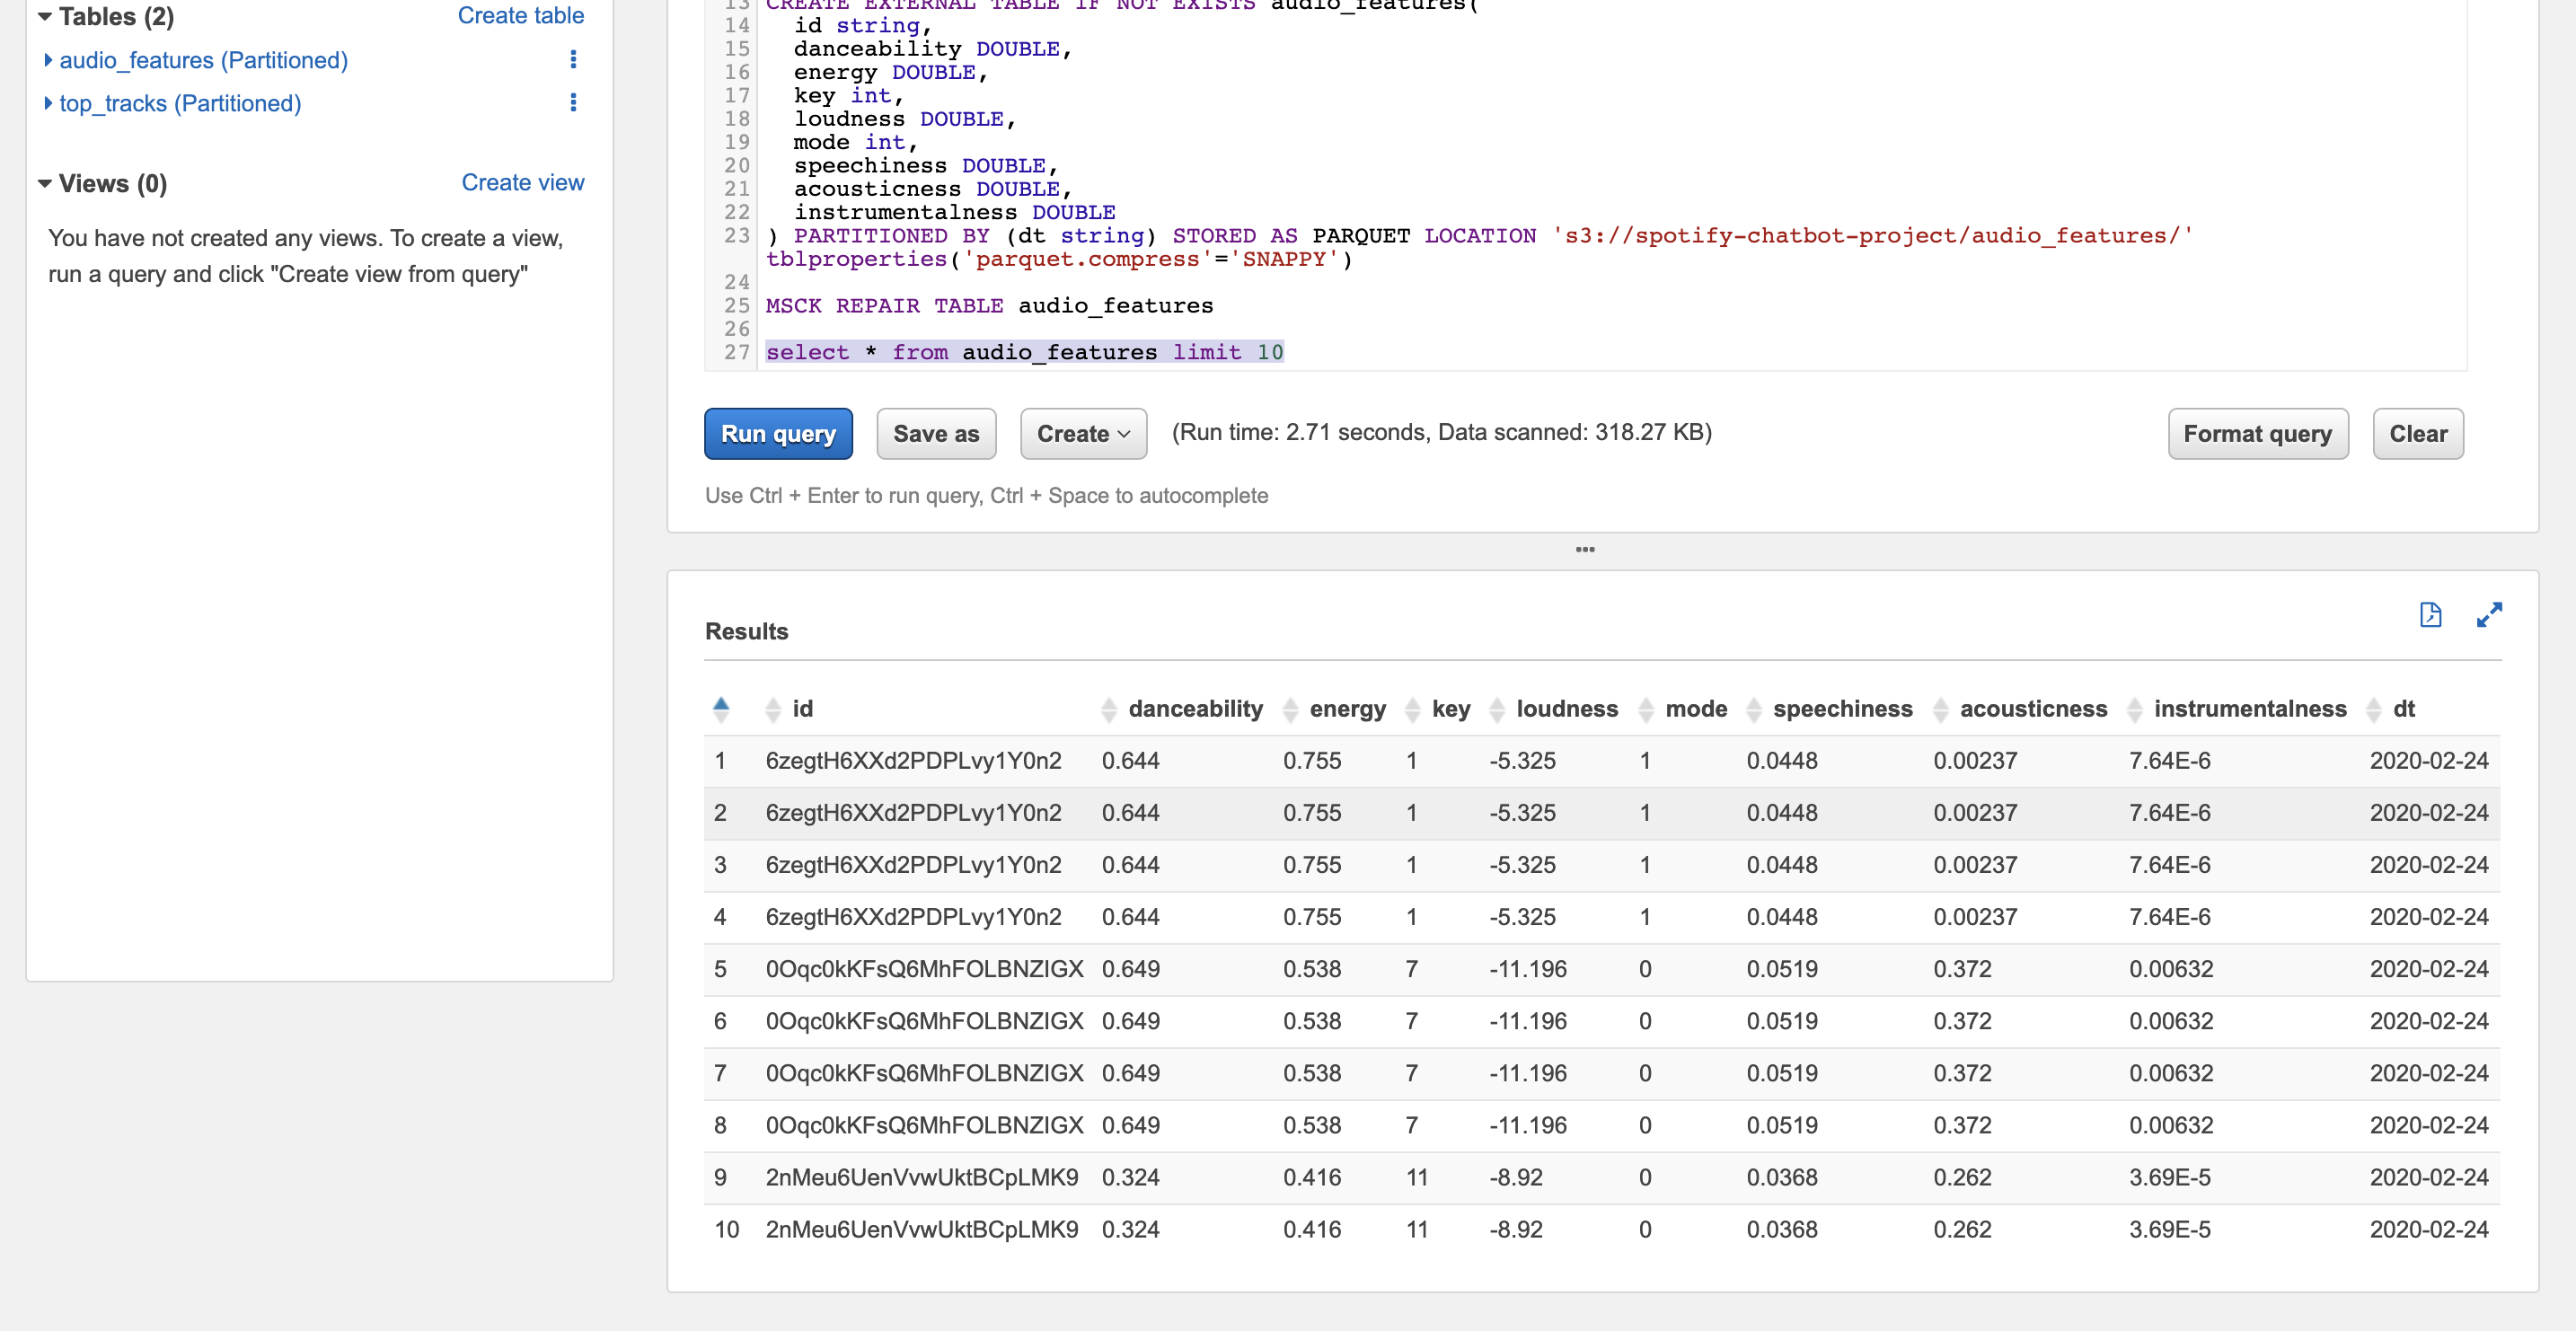 Tables (2) Create table
audio_features (Partitioned)
top_tracks (Partitioned)
Views (0) Create view
You have not created any views. To create a view,
run a query and click "Create view from query"
13 CREATE EXTERNAL TABLE IF NOT EXISTS audio_features(
14 id string,
15 danceability DOUBLE,
16 energy DOUBLE,
17 key int,
18 loudness DOUBLE,
19 mode int,
20 speechiness DOUBLE,
21 acousticness DOUBLE,
22 instrumentalness DOUBLE
23 ) PARTITIONED BY (dt string) STORED AS PARQUET LOCATION 's3://spotify-chatbot-project/audio_features/'
tblproperties('parquet.compress'='SNAPPY')
24
25 MSCK REPAIR TABLE audio_features
26
27 select * from audio_features limit 10
Run query Save as Create (Run time: 2.71 seconds, Data scanned: 318.27 KB) Format query Clear
Use Ctrl + Enter to run query, Ctrl + Space to autocomplete
Results
id danceability energy key loudness mode speechiness acousticness instrumentalness dt
1 6zegtH6XXd2PDPLvy1Y0n2 0.644 0.755 1 -5.325 1 0.0448 0.00237 7.64E-6 2020-02-24
2 6zegtH6XXd2PDPLvy1Y0n2 0.644 0.755 1 -5.325 1 0.0448 0.00237 7.64E-6 2020-02-24
3 6zegtH6XXd2PDPLvy1Y0n2 0.644 0.755 1 -5.325 1 0.0448 0.00237 7.64E-6 2020-02-24
4 6zegtH6XXd2PDPLvy1Y0n2 0.644 0.755 1 -5.325 1 0.0448 0.00237 7.64E-6 2020-02-24
5 0Oqc0kKFsQ6MhFOLBNZIGX 0.649 0.538 7 -11.196 0 0.0519 0.372 0.00632 2020-02-24
6 0Oqc0kKFsQ6MhFOLBNZIGX 0.649 0.538 7 -11.196 0 0.0519 0.372 0.00632 2020-02-24
7 0Oqc0kKFsQ6MhFOLBNZIGX 0.649 0.538 7 -11.196 0 0.0519 0.372 0.00632 2020-02-24
8 0Oqc0kKFsQ6MhFOLBNZIGX 0.649 0.538 7 -11.196 0 0.0519 0.372 0.00632 2020-02-24
9 2nMeu6UenVvwUktBCpLMK9 0.324 0.416 11 -8.92 0 0.0368 0.262 3.69E-5 2020-02-24
10 2nMeu6UenVvwUktBCpLMK9 0.324 0.416 11 -8.92 0 0.0368 0.262 3.69E-5 2020-02-24